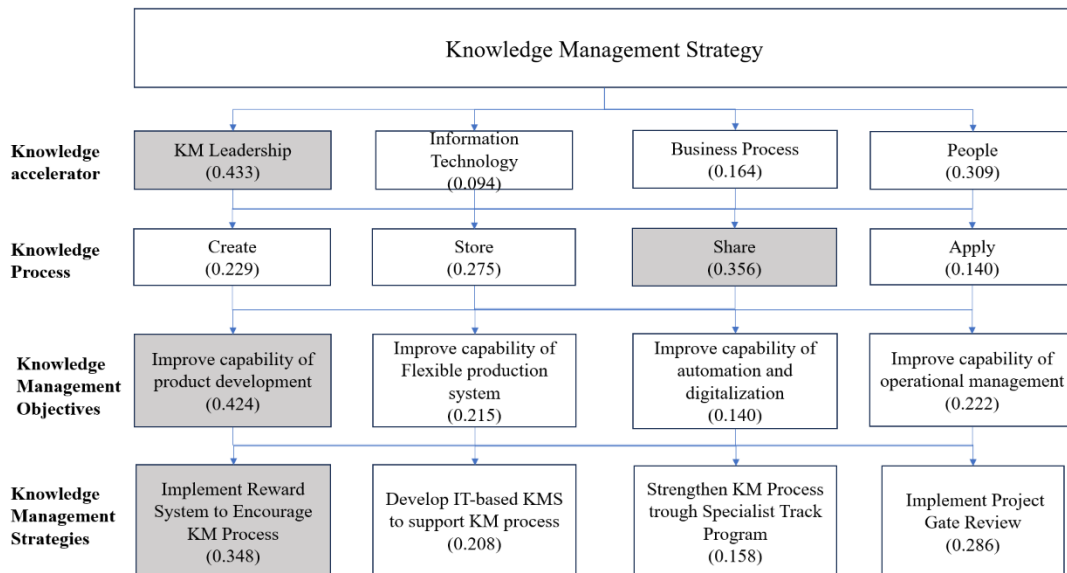 Knowledge Management Strategy
Knowledge
accelerator
KM Leadership
(0.433)
Information
Technology
(0.094)
Business Process
(0.164)
People
(0.309)
Knowledge
Process
Create
(0.229)
Store
(0.275)
Share
(0.356)
Apply
(0.140)
Knowledge
Management
Objectives
Improve capability of
product development
(0.424)
Improve capability of
Flexible production
system
(0.215)
Improve capability of
automation and
digitalization
(0.140)
Improve capability of
operational management
(0.222)
Knowledge
Management
Strategies
Implement Reward
System to Encourage
KM Process
(0.348)
Develop IT-based KMS
to support KM process
(0.208)
Strengthen KM Process
trough Specialist Track
Program
(0.158)
Implement Project
Gate Review
(0.286)